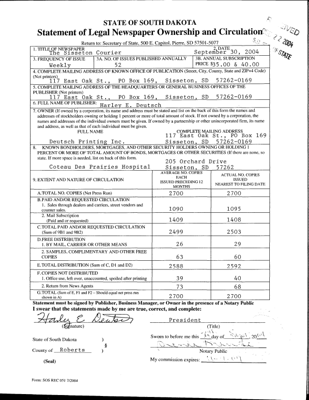 STATE OF SOUTH DAKOTA
Statement of Legal Newspaper Ownership and Circulation
Return to: Secretary of State, 500 E. Capitol, Pierre, SD 57501-5077
1. TITLE OF NEWSPAPER
The Sisseton Courier
2. DATE
September 30, 2004
3. FREQUENCY OF ISSUE
Weekly
3A. NO. OF ISSUES PUBLISHED ANNUALLY
52
3B. ANNUAL SUBSCRIPTION
PRICE $35.00 & 40.00
4. COMPLETE MAILING ADDRESS OF KNOWN OFFICE OF PUBLICATION (Street, City, County, State and ZIP+4 Code)
(Not printers)
117 East Oak St., PO Box 169, Sisseton, SD 57262-0169
5. COMPLETE MAILING ADDRESS OF THE HEADQUARTERS OR GENERAL BUSINESS OFFICES OF THE
PUBLISHER (Not printers)
117 East Oak St., PO Box 169, Sisseton, SD 57262-0169
6. FULL NAME OF PUBLISHER:
Harley E. Deutsch
7. OWNER (If owned by a corporation, its name and address must be stated and also on the back of this form the names and
addresses of stockholders owning or holding 1 percent or more of total amount of stock. If not owned by a corporation, the
names and addresses of the individual owners must be given. If owned by a partnership or other unincorporated firm, its name
and address, as well as that of each individual must be given.
FULL NAME
COMPLETE MAILING ADDRESS
117 East Oak St., PO Box 169
Deutsch Printing Inc.
Sisseton, SD 57262-0169
8. KNOWN BONDHOLDERS, MORTGAGES, AND OTHER SECURITY HOLDERS OWNING OR HOLDING 1
PERCENT OR MORE OF TOTAL AMOUNT OF BONDS, MORTGAGES OR OTHER SECURITIES (If there are none, so
state. If more space is needed, list on back of this form.
205 Orchard Drive
Coteau Des Prairies Hospital
Sisseton, SD 57262
9. EXTENT AND NATURE OF CIRCULATION
AVERAGE NO. COPIES
EACH
ISSUES PRECEDING 12
MONTHS
ACTUAL NO. COPIES
ISSUED
NEAREST TO FILING DATE
A. TOTAL NO. COPIES (Net Press Run)
2700
2700
B. PAID AND/OR REQUESTED CIRCULATION
1. Sales through dealers and carriers, street vendors and
counter sales
1090
1095
2. Mail Subscription
(Paid and or requested)
1409
1408
C. TOTAL PAID AND/OR REQUESTED CIRCULATION
(Sum of 9B1 and 9B2)
2499
2503
D. FREE DISTRIBUTION
1. BY MAIL, CARRIER OR OTHER MEANS
26
29
2. SAMPLES, COMPLIMENTARY AND OTHER FREE
COPIES
63
60
E. TOTAL DISTRIBUTION (Sum of C, D1 and D2)
2588
2592
F. COPIES NOT DISTRIBUTED
1. Office use, left over, unaccounted, spoiled after printing
39
40
2. Return from News Agents
73
68
G. TOTAL (Sum of E, F1 and F2 – Should equal net press run
shown in A)
2700
2700
Statement must be signed by Publisher, Business Manager, or Owner in the presence of a Notary Public
I swear that the statements made by me are true, correct, and complete.
Harley E. Deutsch
(Signature)
President
(Title)
State of South Dakota )
County of Roberts )
§
Sworn to before me this day of Sept. 2004
Notary Public
(Seal)
My commission expires:
Form: SOS REC 051 7/2004